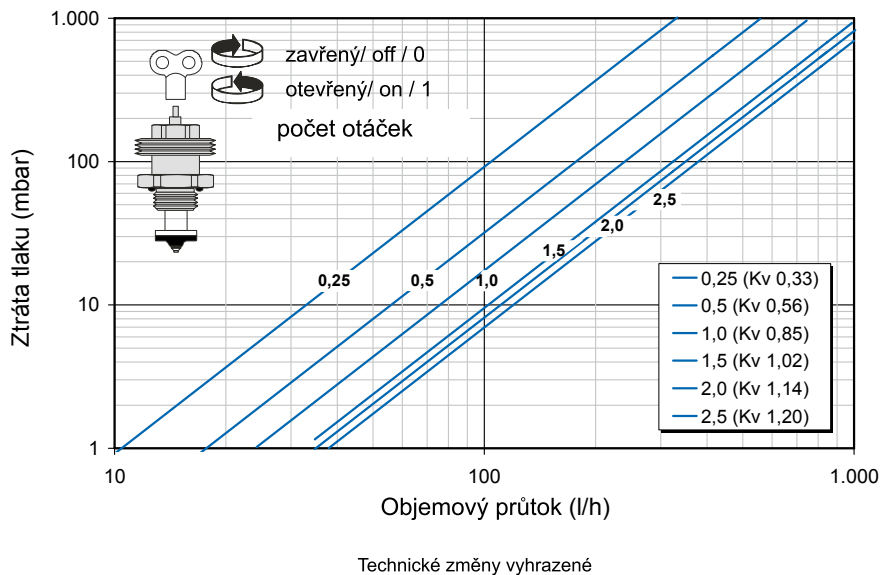 1.000
zavřený/ off / 0
otevřený/ on / 1
počet otáček
100
Ztráta tlaku (mbar)
2,5
2,0
1,5
0,25
0,5
1,0
0,25 (Kv 0,33)
0,5 (Kv 0,56)
1,0 (Kv 0,85)
1,5 (Kv 1,02)
2,0 (Kv 1,14)
2,5 (Kv 1,20)
10
1
10
100
1.000
Objemový průtok (l/h)
Technické změny vyhrazené